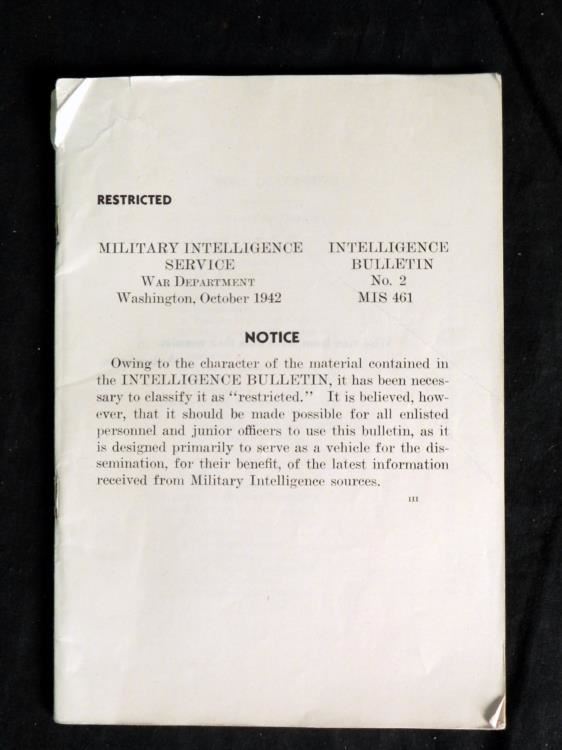 RESTRICTED
MILITARY INTELLIGENCE
SERVICE
WAR DEPARTMENT
Washington, October 1942
INTELLIGENCE
BULLETIN
No. 2
MIS 461
NOTICE
Owing to the character of the material contained in
the INTELLIGENCE BULLETIN, it has been neces-
sary to classify it as “restricted.” It is believed, how-
ever, that it should be made possible for all enlisted
personnel and junior officers to use this bulletin, as it
is designed primarily to serve as a vehicle for the dis-
semination, for their benefit, of the latest information
received from Military Intelligence sources.
III